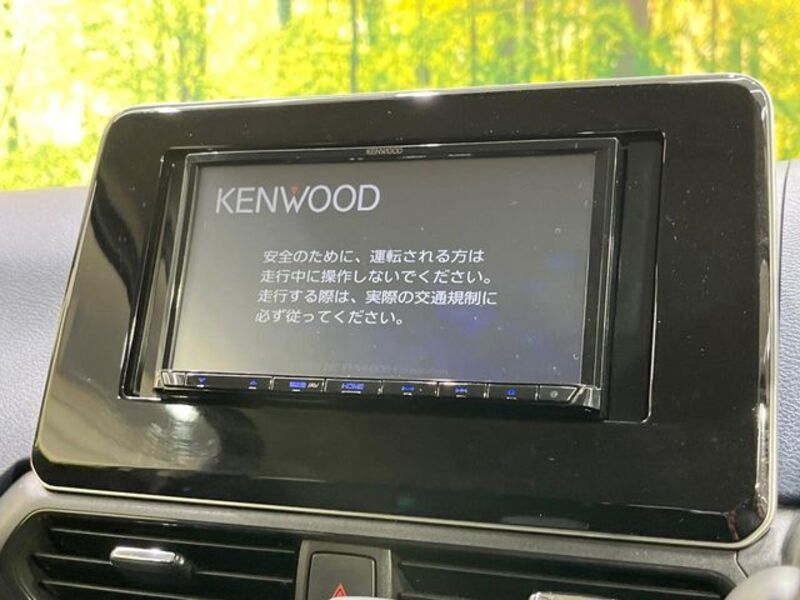 KENWOOD
KENWOOD
安全のために、運転される方は
走行中に操作しないでください。
走行する際は、実際の交通規制に
必ず従ってください。
HOME